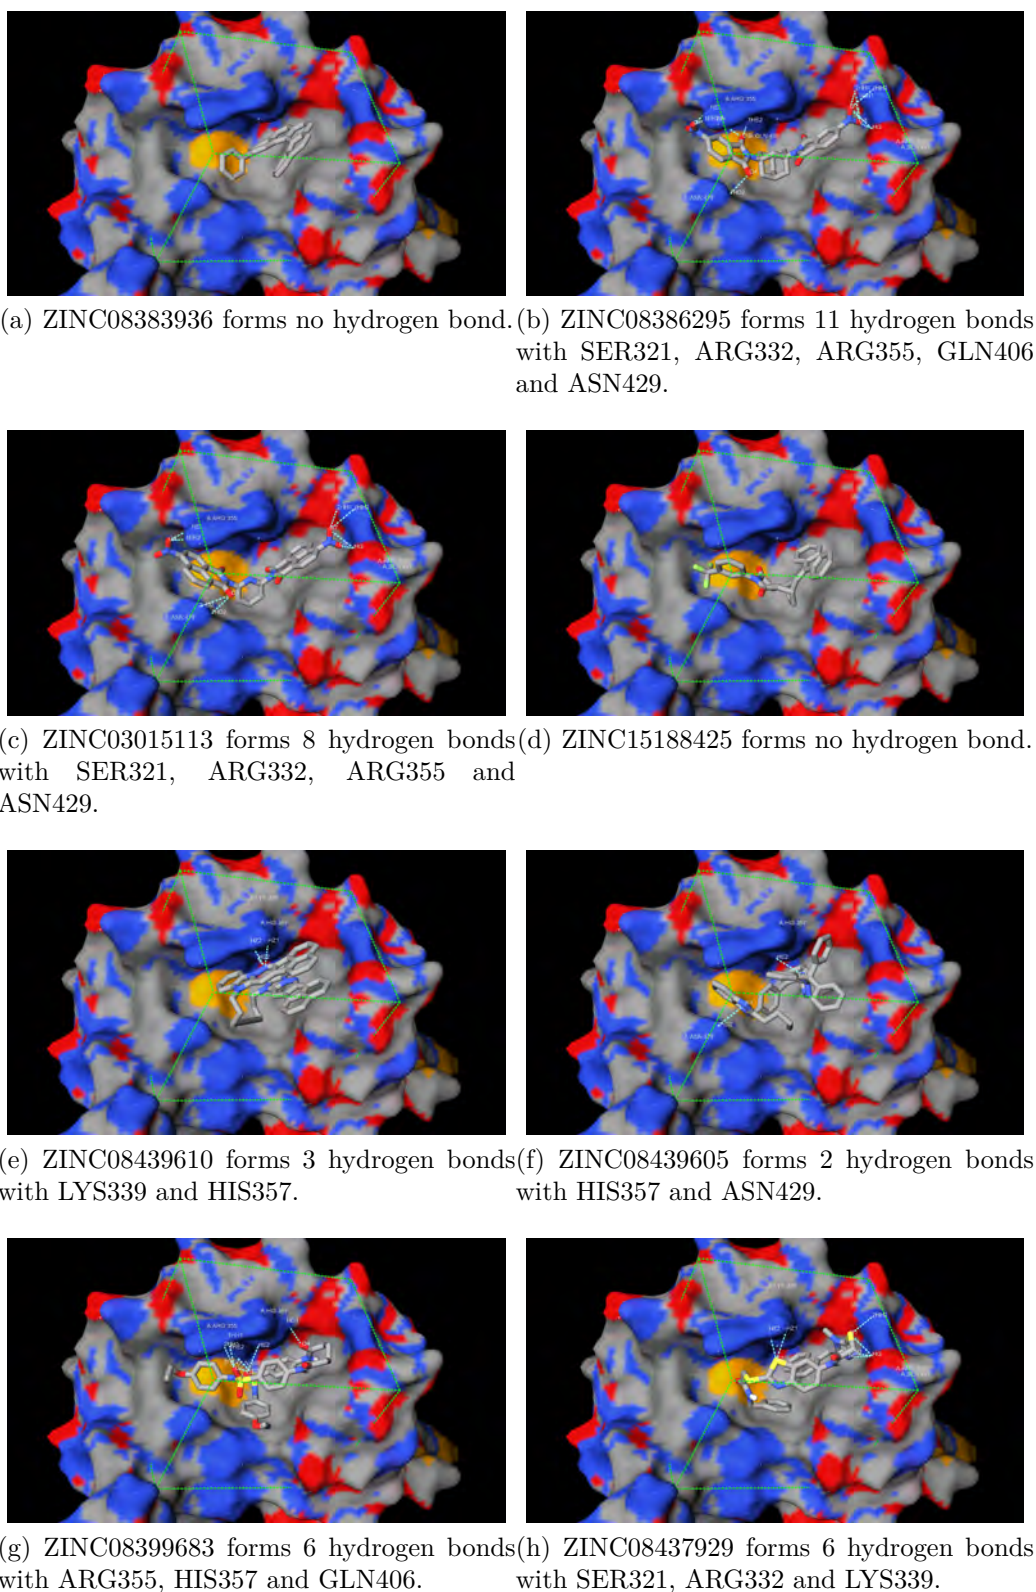 (a) ZINC08383936 forms no hydrogen bond.
(b) ZINC08386295 forms 11 hydrogen bonds
with SER321, ARG332, ARG355, GLN406
and ASN429.
(c) ZINC03015113 forms 8 hydrogen bonds
with SER321, ARG332, ARG355 and
ASN429.
(d) ZINC15188425 forms no hydrogen bond.
(e) ZINC08439610 forms 3 hydrogen bonds
with LYS339 and HIS357.
(f) ZINC08439605 forms 2 hydrogen bonds
with HIS357 and ASN429.
(g) ZINC08399683 forms 6 hydrogen bonds
with ARG355, HIS357 and GLN406.
(h) ZINC08437929 forms 6 hydrogen bonds
with SER321, ARG332 and LYS339.